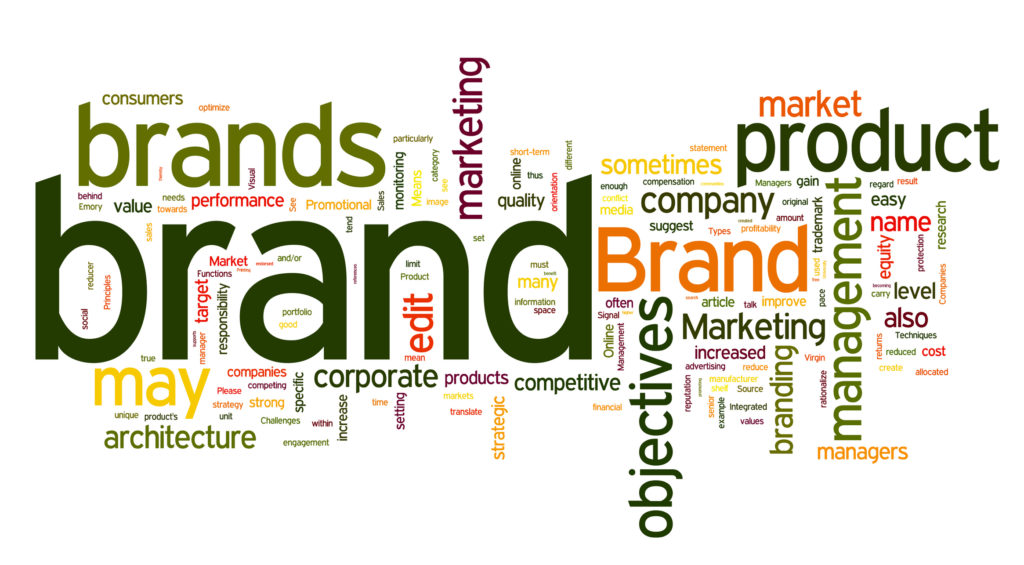 consumers
optimize
brands
marketing
market
product
particularly
short-term
different
statement
monitoring
Means
category
see
image
online
thus
orientation
sometimes
behind
Emory
value
needs
towards
performance
Visual
See
Promotional
Sales
quality
enough
compensation
Managers
gain
regard
result
conflict
media
company
original
easy
trademark
management
research
suggest
Types
amount
profitability
name
brand
sales
reducer
Principles
social
Market
Functions
and/or
tend
limit
Product
set
must
benefit
many
information
space
Brand
used
equity
protection
Companies
becoming
carry
level
target
responsibility
portfolio
good
edit
mean
manager
supports
true
often
Signal
higher
article
talk
improve
pace
search
Online
Management
objectives
Marketing
also
Techniques
returns
reduced
cost
create
allocated
increased
advertising
reduce
Virgin
rationalize
branding
may
companies
competing
specific
corporate
products
competitive
Please
strategy
strong
time
markets
translate
setting
strategic
financial
unique
product's
unit
Challenges
within
increase
engagement
architecture
reputation
manufacturer
shelf
Source
senior
example
Integrated
values
managers